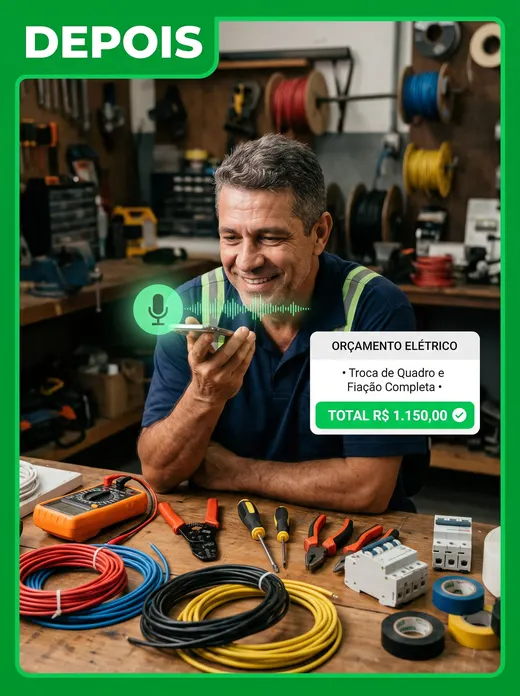 DEPOIS
ORÇAMENTO ELÉTRICO
• Troca de Quadro e
Fiação Completa •
TOTAL R$ 1.150,00